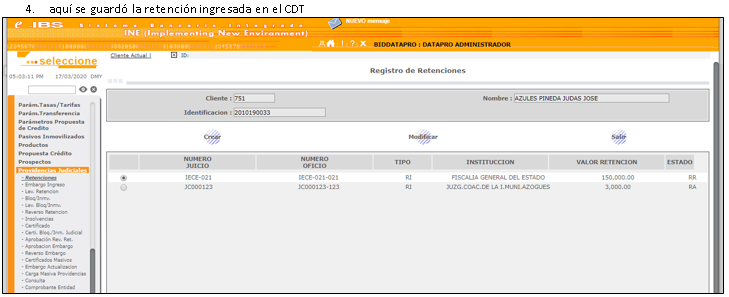 4. aquí se guardó la retención ingresada en el CDT
e-IBS Sistema Bancario Integrado
NUEVO mensaje
INE (Implementing New Environment)
BIDDATAPRO : DATAPRO ADMINISTRADOR
...seleccione
Cliente Actual | ID:
05:03:11 PM 17/03/2020 DMY
Registro de Retenciones
Cliente : 751 Nombre : AZULES PINEDA JUDAS JOSE
Identificacion : 2010190033
Crear Modificar Salir
NUMERO JUICIO NUMERO OFICIO TIPO INSTITUCCION VALOR RETENCION ESTADO
IECE-021 IECE-021-021 RI FISCALÍA GENERAL DEL ESTADO 150,000.00 RR
JC000123 JC000123-123 RI JUZG.COAC.DE LA I.MUNI.AZOGUES 3,000.00 RA
Parám.Tasas/Tarifas
Parám.Transferencia
Parámetros Propuesta
de Credito
Pasivos Inmovilizados
Productos
Propuesta Crédito
Prospectos
Providencias Judiciales
- Retenciones
- Embargo Ingreso
- Lev. Retencion
- Bloq/Inmv.
- Lev. Bloq/Inmv.
- Reverso Retencion
- Insolvencias
- Certificado
- Certi. Bloq./Inm. Judicial
- Aprobación Rev. Ret.
- Aprobacion Embargo
- Reverso Embargo
- Certificados Masivos
- Embargo Actualizacion
- Carga Masiva Providencias
- Consulta
- Comprobante Entidad